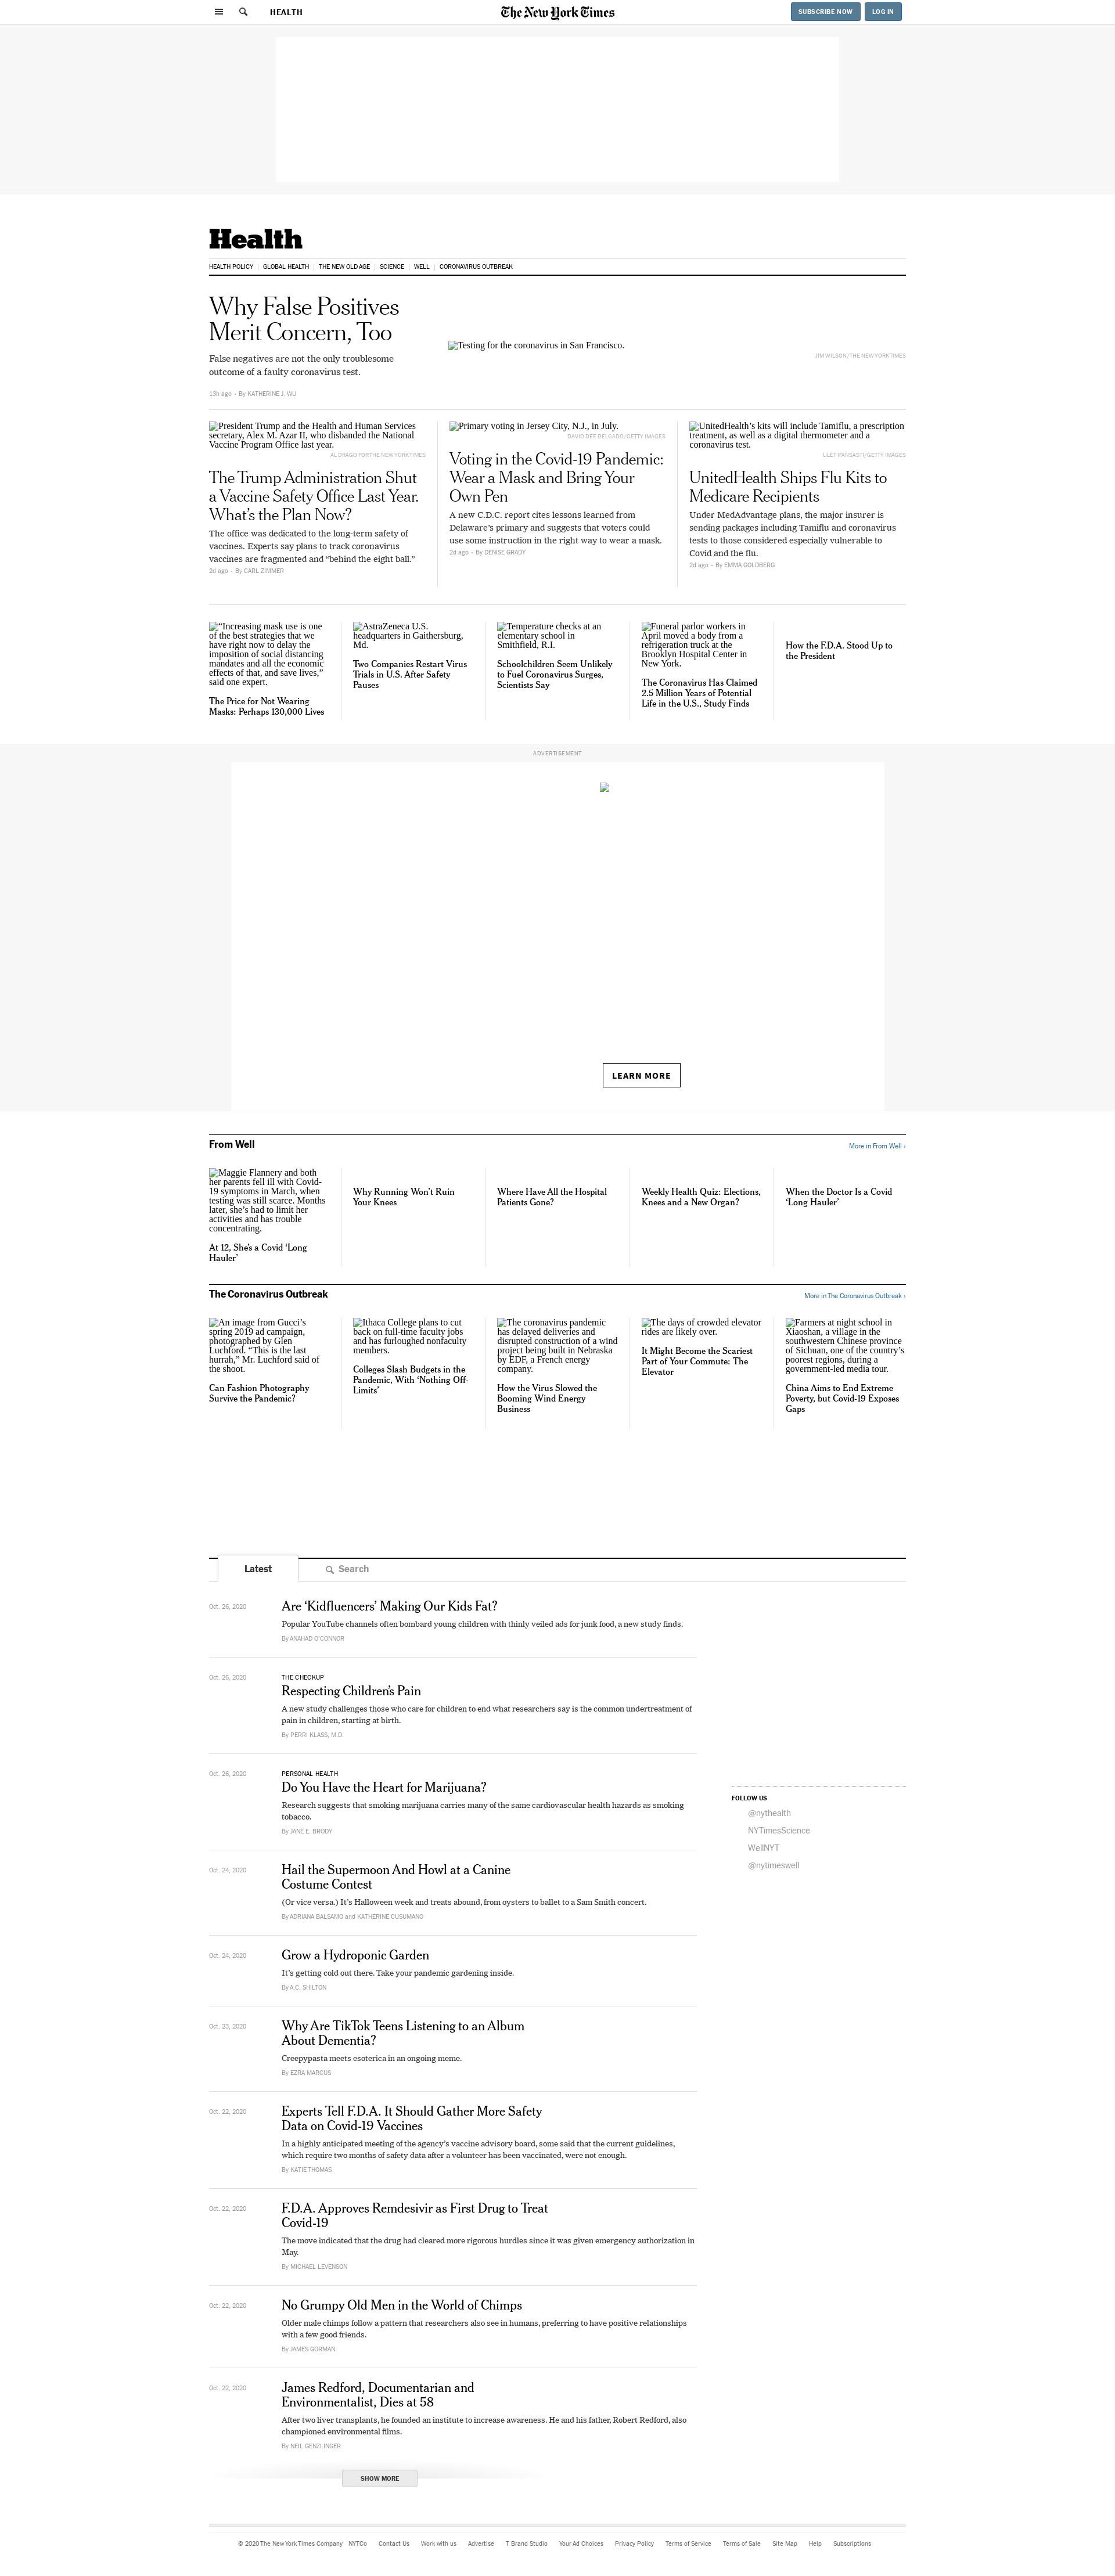 HEALTH
The New York Times
SUBSCRIBE NOW
LOG IN
Health
HEALTH POLICY | GLOBAL HEALTH | THE NEW OLD AGE | SCIENCE | WELL | CORONAVIRUS OUTBREAK
Why False Positives
Merit Concern, Too
False negatives are not the only troublesome
outcome of a faulty coronavirus test.
13h ago • By KATHERINE J. WU
Testing for the coronavirus in San Francisco.
JIM WILSON/THE NEW YORK TIMES
President Trump and the Health and Human Services
secretary, Alex M. Azar II, who disbanded the National
Vaccine Program Office last year.
AL DRAGO FOR THE NEW YORK TIMES
The Trump Administration Shut
a Vaccine Safety Office Last Year.
What’s the Plan Now?
The office was dedicated to the long-term safety of
vaccines. Experts say plans to track coronavirus
vaccines are fragmented and “behind the eight ball.”
2d ago • By CARL ZIMMER
Primary voting in Jersey City, N.J., in July.
DAVID DEE DELGADO/GETTY IMAGES
Voting in the Covid-19 Pandemic:
Wear a Mask and Bring Your
Own Pen
A new C.D.C. report cites lessons learned from
Delaware’s primary and suggests that voters could
use some instruction in the right way to wear a mask.
2d ago • By DENISE GRADY
UnitedHealth’s kits will include Tamiflu, a prescription
treatment, as well as a digital thermometer and a
coronavirus test.
ULET IFANSASTI/GETTY IMAGES
UnitedHealth Ships Flu Kits to
Medicare Recipients
Under MedAdvantage plans, the major insurer is
sending packages including Tamiflu and coronavirus
tests to those considered especially vulnerable to
Covid and the flu.
2d ago • By EMMA GOLDBERG
“Increasing mask use is one
of the best strategies that we
have right now to delay the
imposition of social distancing
mandates and all the economic
effects of that, and save lives,”
said one expert.
The Price for Not Wearing
Masks: Perhaps 130,000 Lives
AstraZeneca U.S.
headquarters in Gaithersburg,
Md.
Two Companies Restart Virus
Trials in U.S. After Safety
Pauses
Temperature checks at an
elementary school in
Smithfield, R.I.
Schoolchildren Seem Unlikely
to Fuel Coronavirus Surges,
Scientists Say
Funeral parlor workers in
April moved a body from a
refrigeration truck at the
Brooklyn Hospital Center in
New York.
The Coronavirus Has Claimed
2.5 Million Years of Potential
Life in the U.S., Study Finds
How the F.D.A. Stood Up to
the President
ADVERTISEMENT
LEARN MORE
From Well
More in From Well ›
Maggie Flannery and both
her parents fell ill with Covid-
19 symptoms in March, when
testing was still scarce. Months
later, she’s had to limit her
activities and has trouble
concentrating.
At 12, She’s a Covid ‘Long
Hauler’
Why Running Won’t Ruin
Your Knees
Where Have All the Hospital
Patients Gone?
Weekly Health Quiz: Elections,
Knees and a New Organ?
When the Doctor Is a Covid
‘Long Hauler’
The Coronavirus Outbreak
More in The Coronavirus Outbreak ›
An image from Gucci’s
spring 2019 ad campaign,
photographed by Glen
Luchford. “This is the last
hurrah,” Mr. Luchford said of
the shoot.
Can Fashion Photography
Survive the Pandemic?
Ithaca College plans to cut
back on full-time faculty jobs
and has furloughed nonfaculty
members.
Colleges Slash Budgets in the
Pandemic, With ‘Nothing Off-
Limits’
The coronavirus pandemic
has delayed deliveries and
disrupted construction of a wind
project being built in Nebraska
by EDF, a French energy
company.
How the Virus Slowed the
Booming Wind Energy
Business
The days of crowded elevator
rides are likely over.
It Might Become the Scariest
Part of Your Commute: The
Elevator
Farmers at night school in
Xiaoshan, a village in the
southwestern Chinese province
of Sichuan, one of the country’s
poorest regions, during a
government-led media tour.
China Aims to End Extreme
Poverty, but Covid-19 Exposes
Gaps
Latest
Search
Oct. 26, 2020
Are ‘Kidfluencers’ Making Our Kids Fat?
Popular YouTube channels often bombard young children with thinly veiled ads for junk food, a new study finds.
By ANAHAD O'CONNOR
Oct. 26, 2020
THE CHECKUP
Respecting Children’s Pain
A new study challenges those who care for children to end what researchers say is the common undertreatment of
pain in children, starting at birth.
By PERRI KLASS, M.D.
Oct. 26, 2020
PERSONAL HEALTH
Do You Have the Heart for Marijuana?
Research suggests that smoking marijuana carries many of the same cardiovascular health hazards as smoking
tobacco.
By JANE E. BRODY
Oct. 24, 2020
Hail the Supermoon And Howl at a Canine
Costume Contest
(Or vice versa.) It’s Halloween week and treats abound, from oysters to ballet to a Sam Smith concert.
By ADRIANA BALSAMO and KATHERINE CUSUMANO
Oct. 24, 2020
Grow a Hydroponic Garden
It’s getting cold out there. Take your pandemic gardening inside.
By A.C. SHILTON
Oct. 23, 2020
Why Are TikTok Teens Listening to an Album
About Dementia?
Creepypasta meets esoterica in an ongoing meme.
By EZRA MARCUS
Oct. 22, 2020
Experts Tell F.D.A. It Should Gather More Safety
Data on Covid-19 Vaccines
In a highly anticipated meeting of the agency’s vaccine advisory board, some said that the current guidelines,
which require two months of safety data after a volunteer has been vaccinated, were not enough.
By KATIE THOMAS
Oct. 22, 2020
F.D.A. Approves Remdesivir as First Drug to Treat
Covid-19
The move indicated that the drug had cleared more rigorous hurdles since it was given emergency authorization in
May.
By MICHAEL LEVENSON
Oct. 22, 2020
No Grumpy Old Men in the World of Chimps
Older male chimps follow a pattern that researchers also see in humans, preferring to have positive relationships
with a few good friends.
By JAMES GORMAN
Oct. 22, 2020
James Redford, Documentarian and
Environmentalist, Dies at 58
After two liver transplants, he founded an institute to increase awareness. He and his father, Robert Redford, also
championed environmental films.
By NEIL GENZLINGER
SHOW MORE
FOLLOW US
@nythealth
NYTimesScience
WellNYT
@nytimeswell
© 2020 The New York Times Company NYTCo Contact Us Work with us Advertise T Brand Studio Your Ad Choices Privacy Policy Terms of Service Terms of Sale Site Map Help Subscriptions